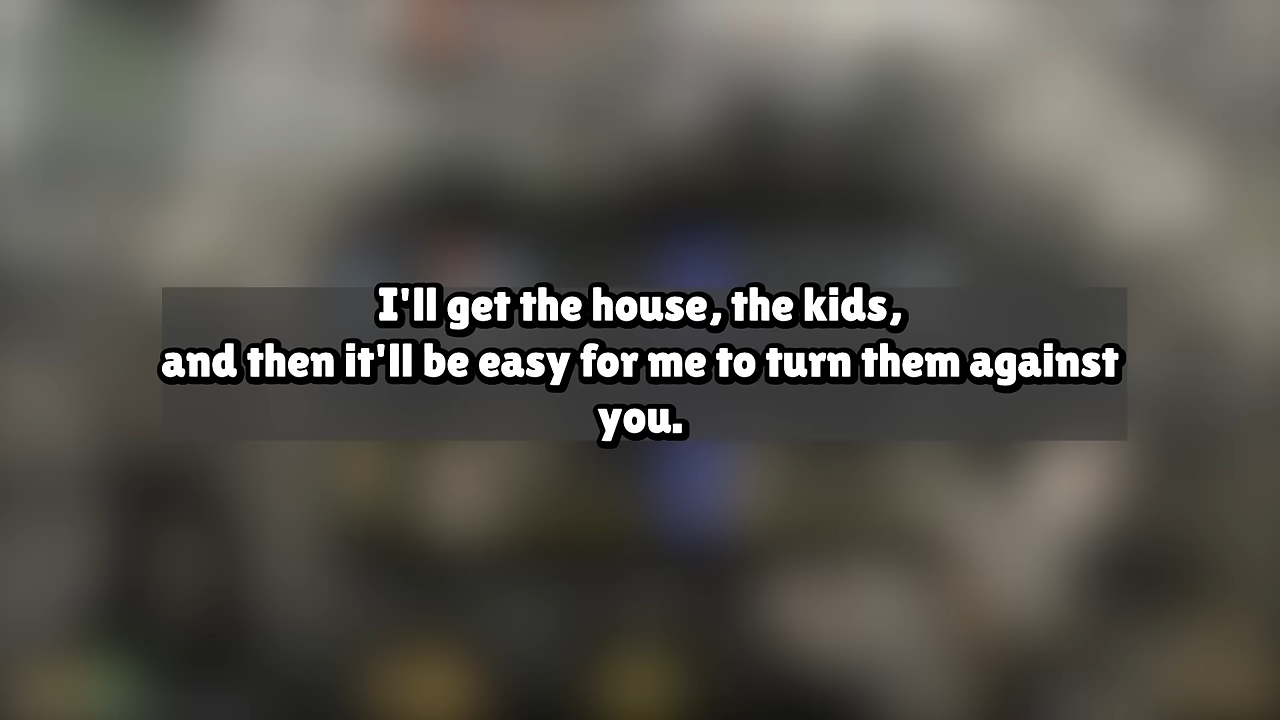 I'll get the house, the kids,
and then it'll be easy for me to turn them against
you.